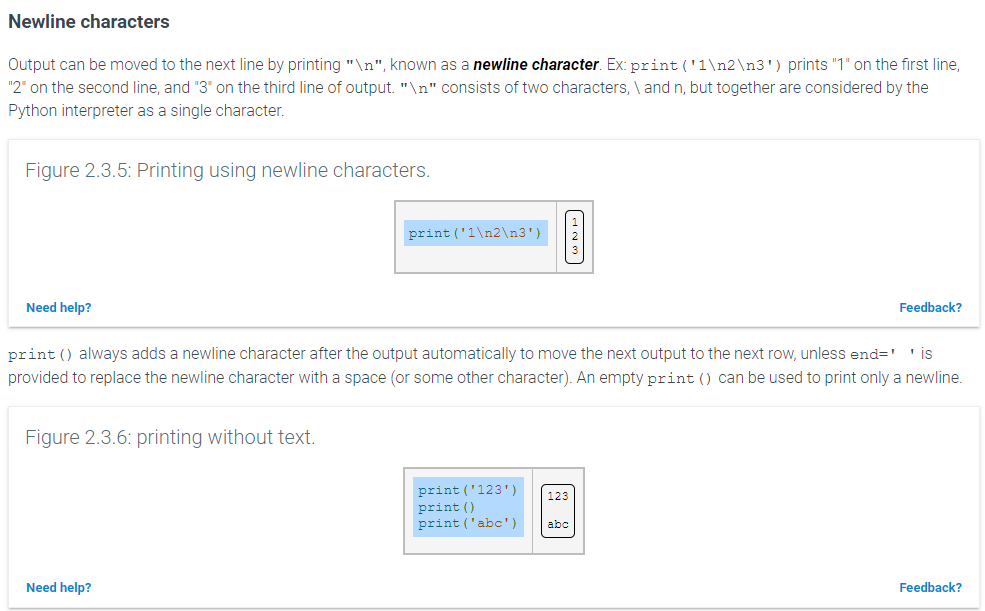 Newline characters
Output can be moved to the next line by printing "\n", known as a newline character. Ex: print('1\n2\n3') prints "1" on the first line,
"2" on the second line, and "3" on the third line of output. "\n" consists of two characters, \ and n, but together are considered by the
Python interpreter as a single character.
Figure 2.3.5: Printing using newline characters.
print('1\n2\n3')
1
2
3
Need help?
Feedback?
print() always adds a newline character after the output automatically to move the next output to the next row, unless end=' ' is
provided to replace the newline character with a space (or some other character). An empty print() can be used to print only a newline.
Figure 2.3.6: printing without text.
print('123')
print()
print('abc')
123
abc
Need help?
Feedback?